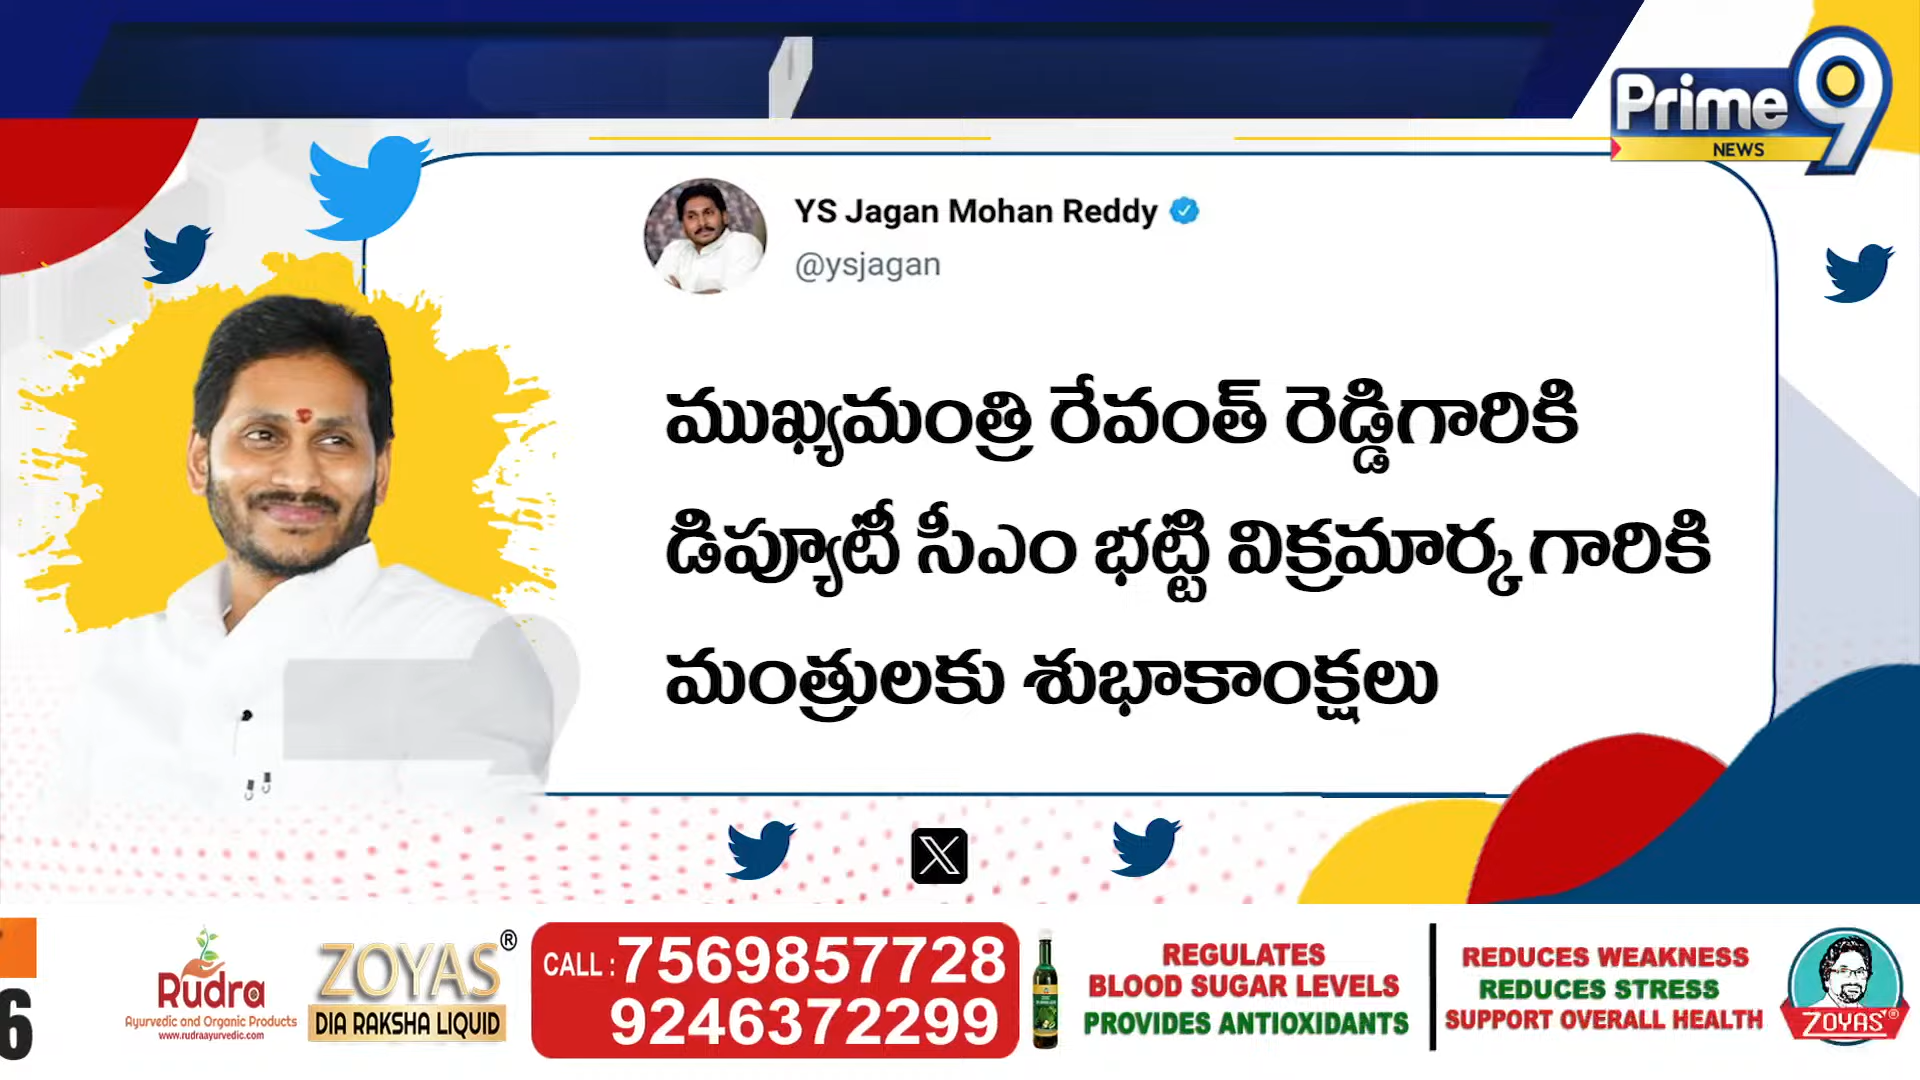 Prime9
NEWS
YS Jagan Mohan Reddy
@ysjagan
ముఖ్యమంత్రి రేవంత్ రెడ్డిగారికి
డిప్యూటీ సీఎం భట్టి విక్రమార్క గారికి
మంత్రులకు శుభాకాంక్షలు
6
Rudra
Ayurvedic and Organic Products
www.rudraayurvedic.com
ZOYAS®
DIA RAKSHA LIQUID
CALL : 7569857728
9246372299
REGULATES
BLOOD SUGAR LEVELS
PROVIDES ANTIOXIDANTS
REDUCES WEAKNESS
REDUCES STRESS
SUPPORT OVERALL HEALTH
ZOYAS®